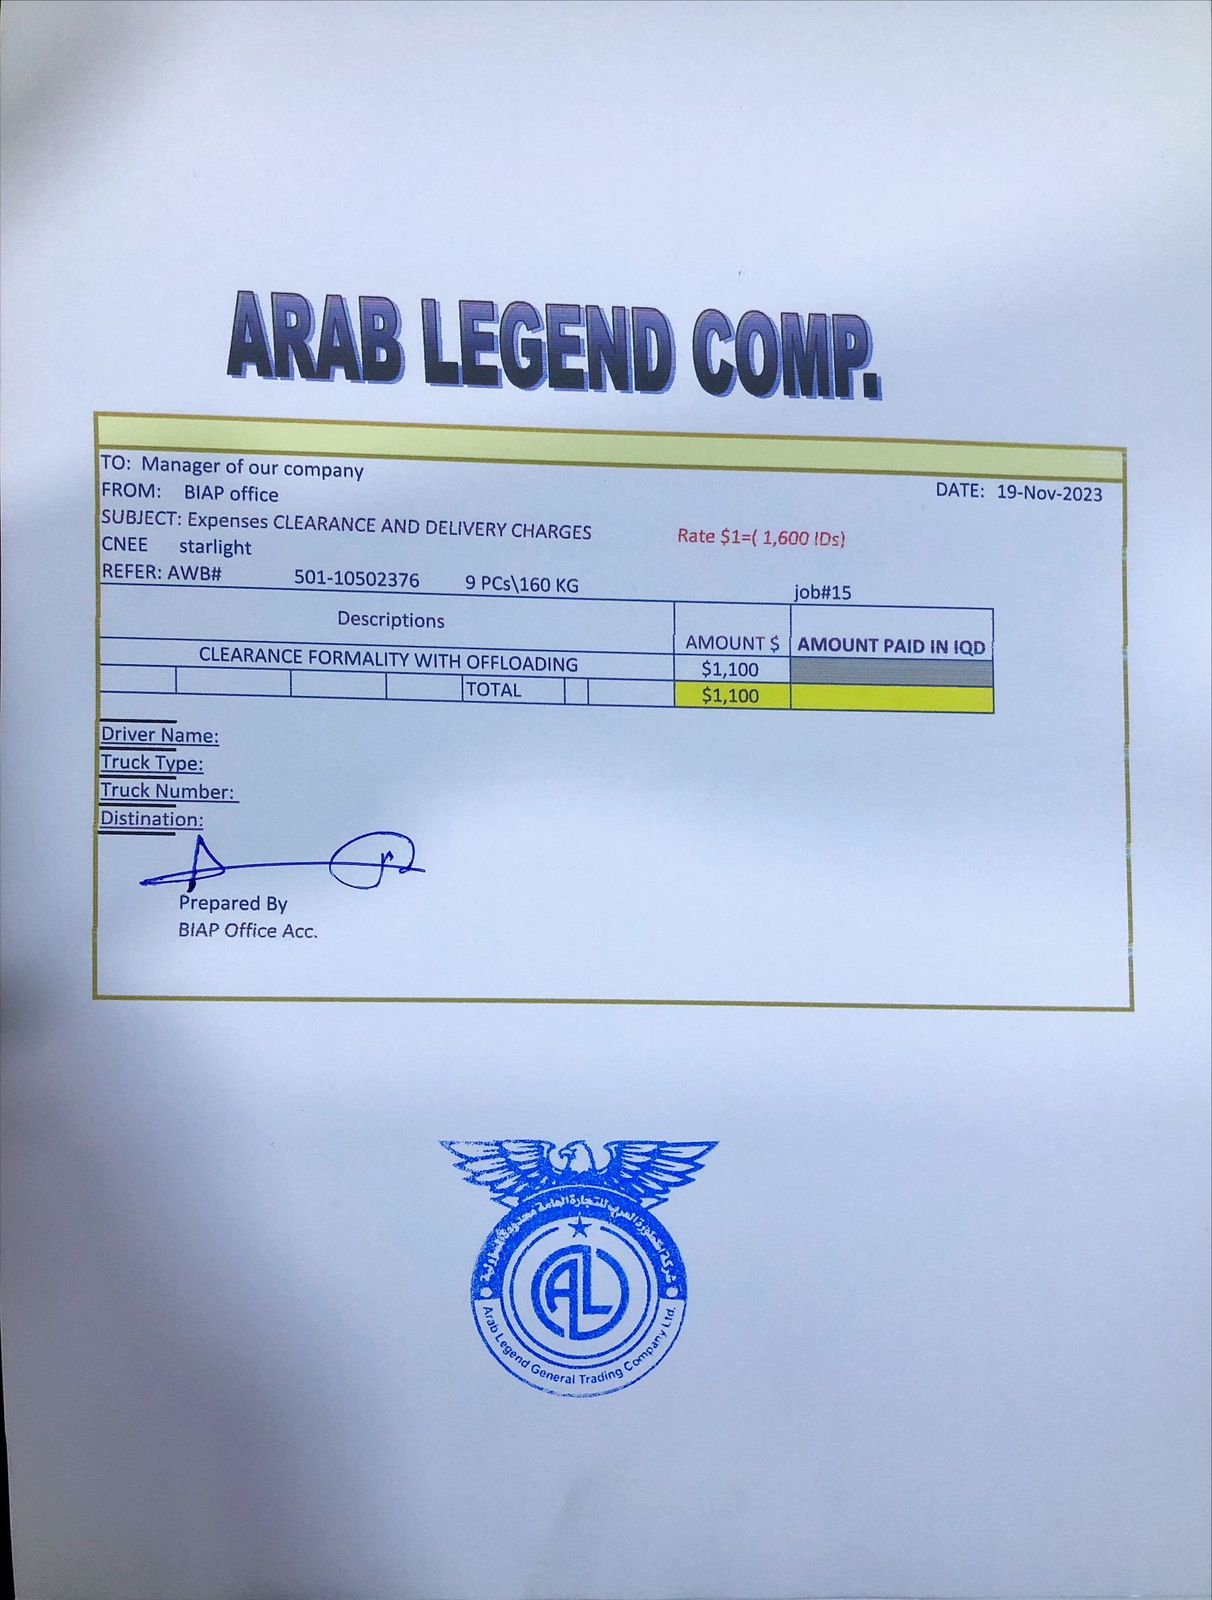 ARAB LEGEND COMP.
TO: Manager of our company
FROM: BIAP office
DATE: 19-Nov-2023
SUBJECT: Expenses CLEARANCE AND DELIVERY CHARGES
Rate $1=( 1,600 IDs)
CNEE starlight
REFER: AWB# 501-10502376 9 PCs\160 KG job#15
Descriptions AMOUNT $ AMOUNT PAID IN IQD
CLEARANCE FORMALITY WITH OFFLOADING $1,100
TOTAL $1,100
Driver Name:
Truck Type:
Truck Number:
Distination:
Prepared By
BIAP Office Acc.
للتجارة العامة
AL
Arab Legend General Trading Company Ltd.